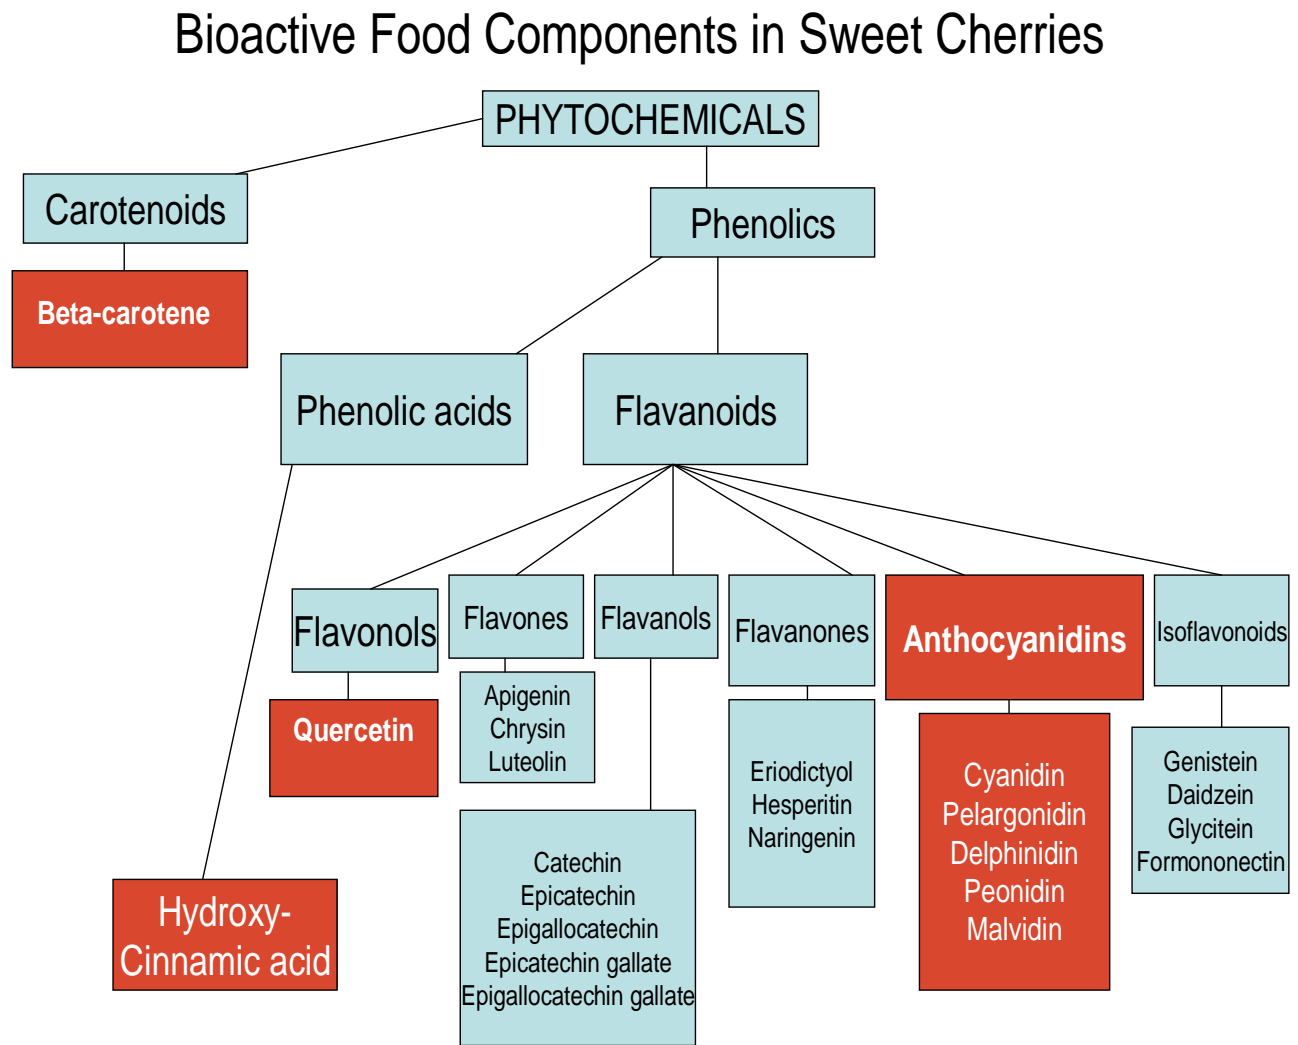 Bioactive Food Components in Sweet Cherries
PHYTOCHEMICALS
Carotenoids
Phenolics
Beta-carotene
Phenolic acids
Flavanoids
Flavonols
Flavones
Flavanols
Flavanones
Anthocyanidins
Isoflavonoids
Quercetin
Apigenin
Chrysin
Luteolin
Catechin
Epicatechin
Epigallocatechin
Epicatechin gallate
Epigallocatechin gallate
Eriodictyol
Hesperitin
Naringenin
Cyanidin
Pelargonidin
Delphinidin
Peonidin
Malvidin
Genistein
Daidzein
Glycitein
Formononectin
Hydroxy-
Cinnamic acid